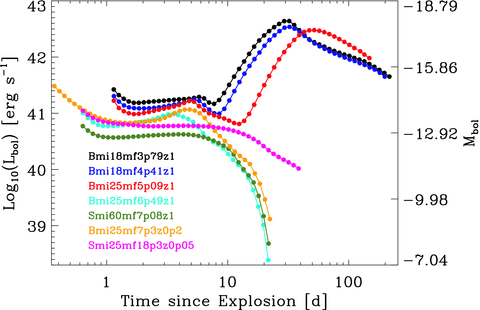 43
42
41
40
39
Log10(Lbol) [erg s−1]
−18.79
−15.86
−12.92
−9.98
−7.04
Mbol
Bmi18mf3p79z1
Bmi18mf4p41z1
Bmi25mf5p09z1
Bmi25mf6p49z1
Smi60mf7p08z1
Bmi25mf7p3z0p2
Smi25mf18p3z0p05
1 10 100
Time since Explosion [d]